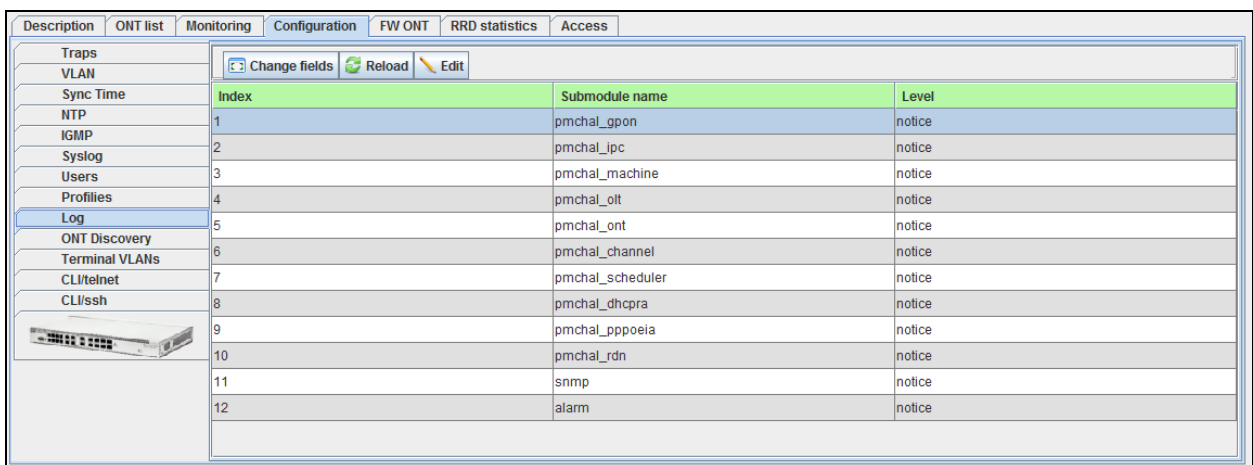 Description ONT list Monitoring Configuration FW ONT RRD statistics Access
Traps
VLAN
Sync Time
NTP
IGMP
Syslog
Users
Profilies
Log
ONT Discovery
Terminal VLANs
CLI/telnet
CLI/ssh
Change fields Reload Edit
Index Submodule name Level
1 pmchal_gpon notice
2 pmchal_ipc notice
3 pmchal_machine notice
4 pmchal_olt notice
5 pmchal_ont notice
6 pmchal_channel notice
7 pmchal_scheduler notice
8 pmchal_dhcpra notice
9 pmchal_pppoeia notice
10 pmchal_rdn notice
11 snmp notice
12 alarm notice